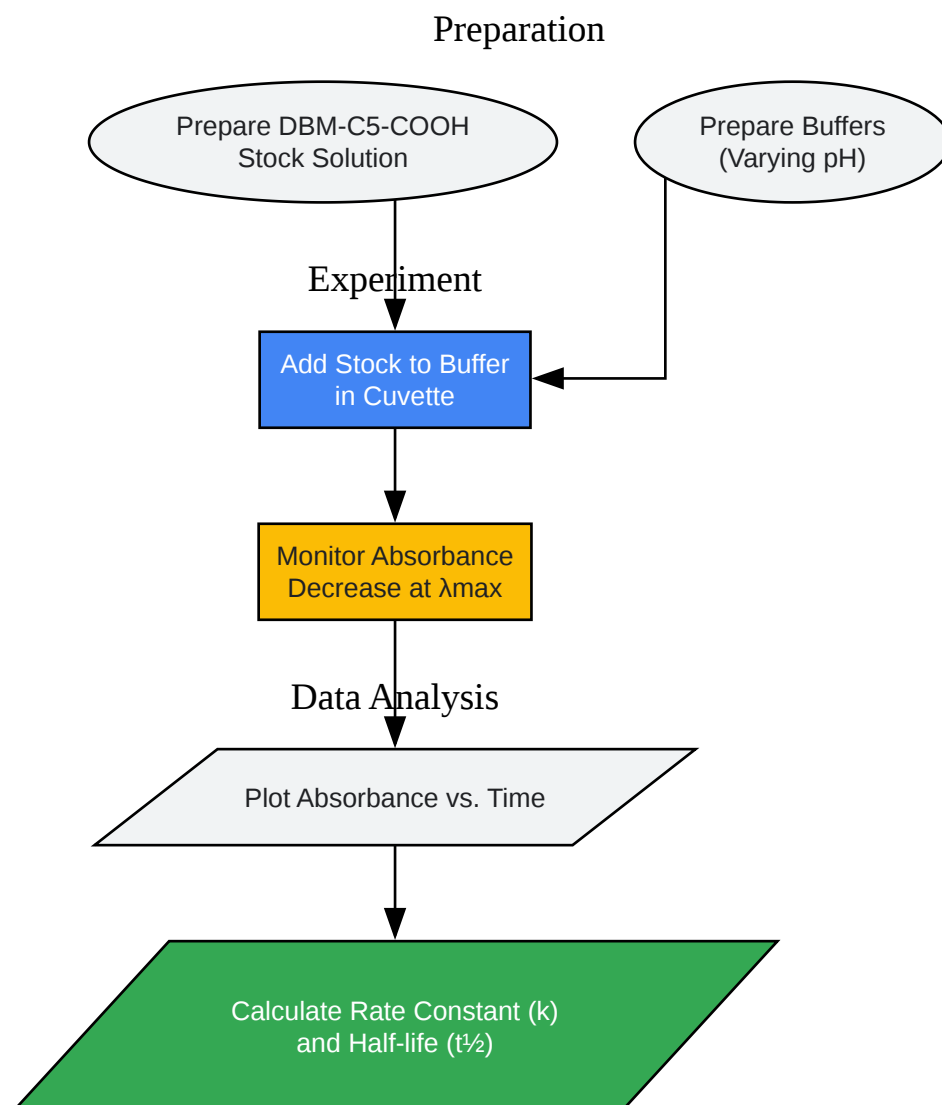 Preparation
Prepare DBM-C5-COOH
Stock Solution
Prepare Buffers
(Varying pH)
Experiment
Add Stock to Buffer
in Cuvette
Monitor Absorbance
Decrease at λmax
Data Analysis
Plot Absorbance vs. Time
Calculate Rate Constant (k)
and Half-life (t½)